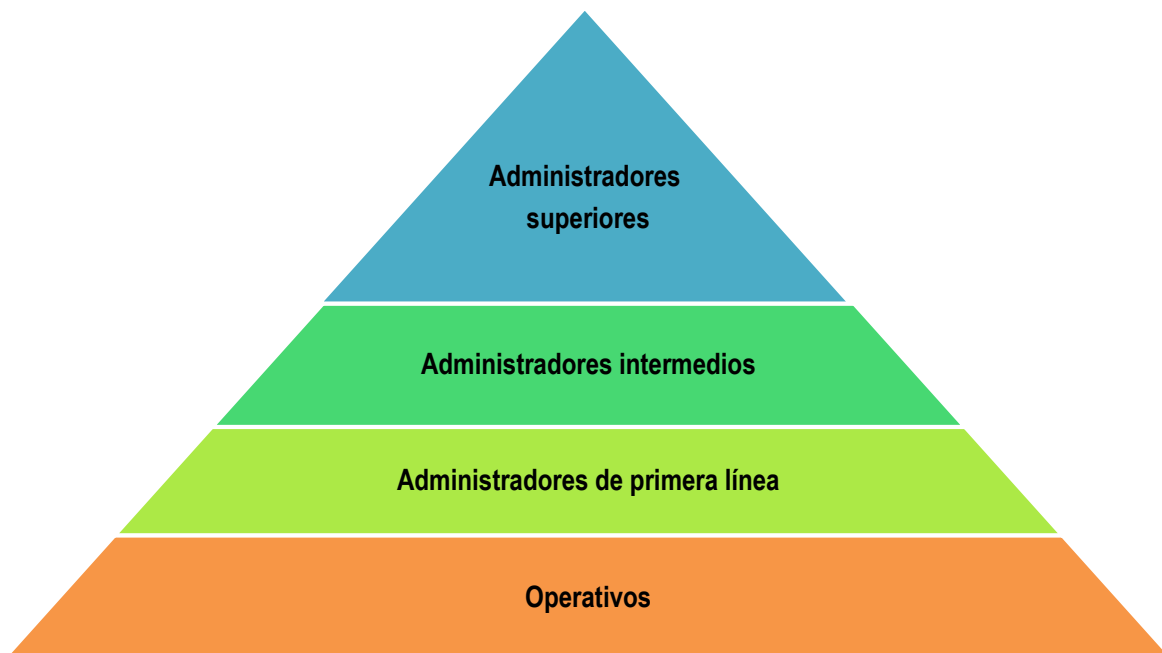 Administradores
superiores
Administradores intermedios
Administradores de primera línea
Operativos